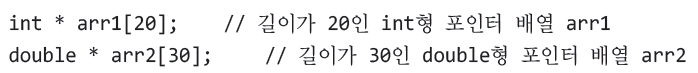 int * arr1[20];    // 길이가 20인 int형 포인터 배열 arr1
double * arr2[30];    // 길이가 30인 double형 포인터 배열 arr2